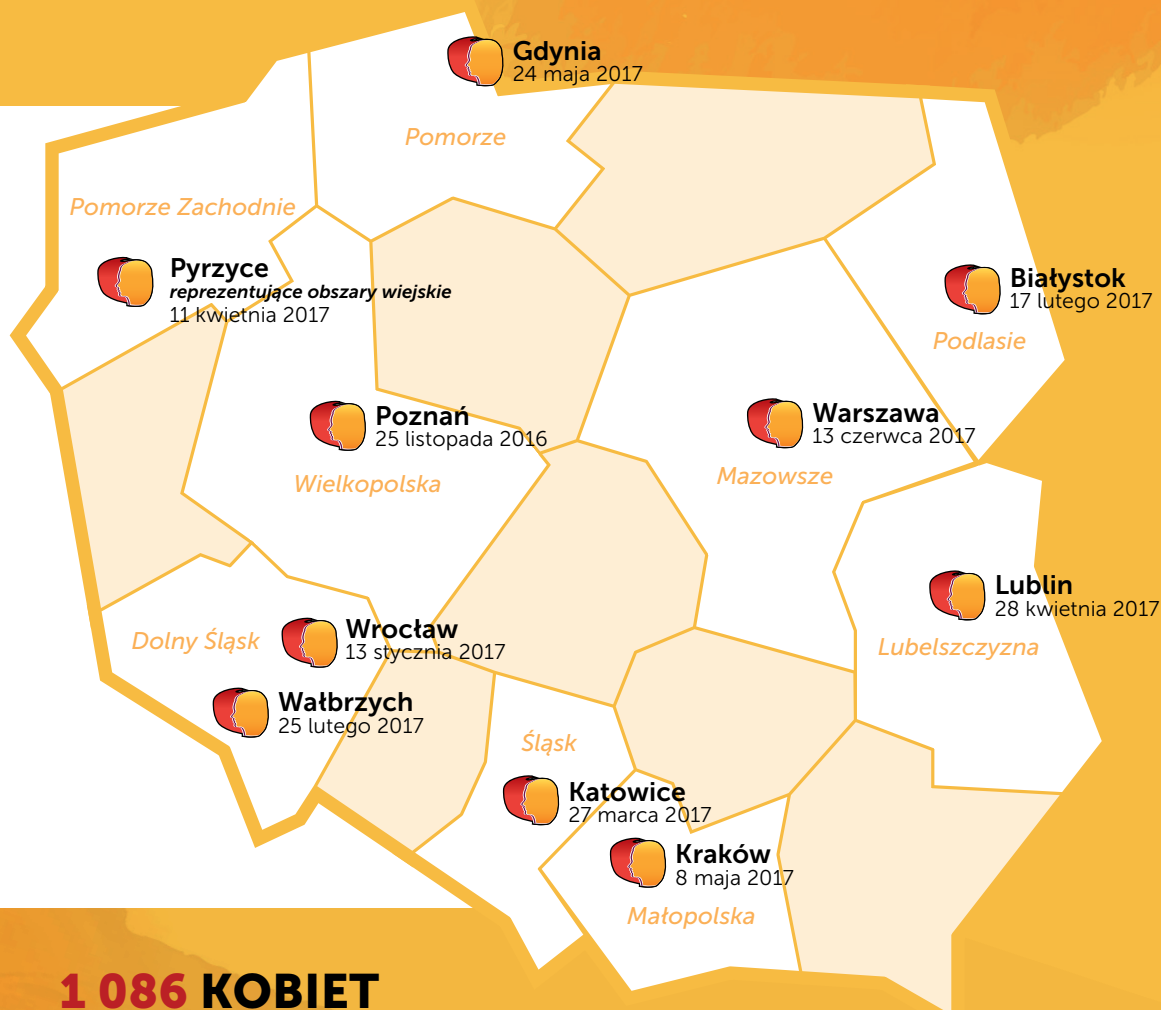 Gdynia
24 maja 2017
Pomorze
Pomorze Zachodnie
Pyrzyce
reprezentujące obszary wiejskie
11 kwietnia 2017
Białystok
17 lutego 2017
Podlasie
Poznań
25 listopada 2016
Wielkopolska
Warszawa
13 czerwca 2017
Mazowsze
Lublin
28 kwietnia 2017
Lubelszczyzna
Dolny Śląsk
Wrocław
13 stycznia 2017
Wałbrzych
25 lutego 2017
Śląsk
Katowice
27 marca 2017
Kraków
8 maja 2017
Małopolska
1 086 KOBIET